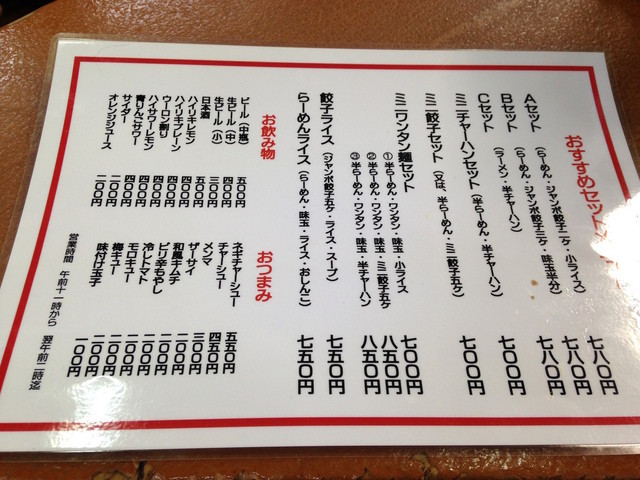 おすすめセット
Aセット (らーめん・ジャンボ餃子二ケ・小ライス) 七八〇円
Bセット (らーめん・ジャンボ餃子三ケ・味玉半分) 七八〇円
Cセット (ラーメン・半チャーハン) 七八〇円
ミニチャーハンセット (半らーめん・半チャーハン) 七〇〇円
ミニ餃子セット (又は、半らーめん・ミニ餃子五ケ) 七〇〇円
ミニワンタン麺セット
①半らーめん・ワンタン・味玉・小ライス 七〇〇円
②半らーめん・ワンタン・味玉・ミニ餃子五ケ 八五〇円
③半らーめん・ワンタン・味玉・半チャーハン 八五〇円
餃子ライス (ジャンボ餃子五ケ・ライス・スープ) 七五〇円
らーめんライス (らーめん・味玉・ライス・おしんこ) 七五〇円
お飲み物
ビール (中瓶) 五〇〇円
生ビール (中) 四〇〇円
生ビール (小) 三〇〇円
日本酒 五〇〇円
ハイリキレモン 四〇〇円
ハイリキプレーン 四〇〇円
ウーロン割り 四〇〇円
ハイサワーレモン 四〇〇円
青りんごサワー 四〇〇円
サイダー 二〇〇円
オレンジジュース 二〇〇円
おつまみ
ネギチャーシュー 五五〇円
チャーシュー 四五〇円
メンマ 三〇〇円
ザーサイ 一〇〇円
和風キムチ 一〇〇円
ピリ辛もやし 一〇〇円
冷しトマト 一〇〇円
モロキュー 一〇〇円
梅キュー 一〇〇円
味付け玉子 一〇〇円
営業時間 午前十一時から 翌午前二時迄